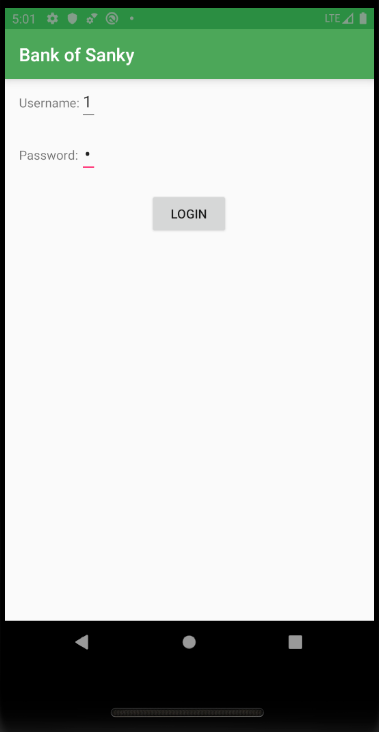 5:01 LTE
Bank of Sanky
Username: 1
Password: •
LOGIN